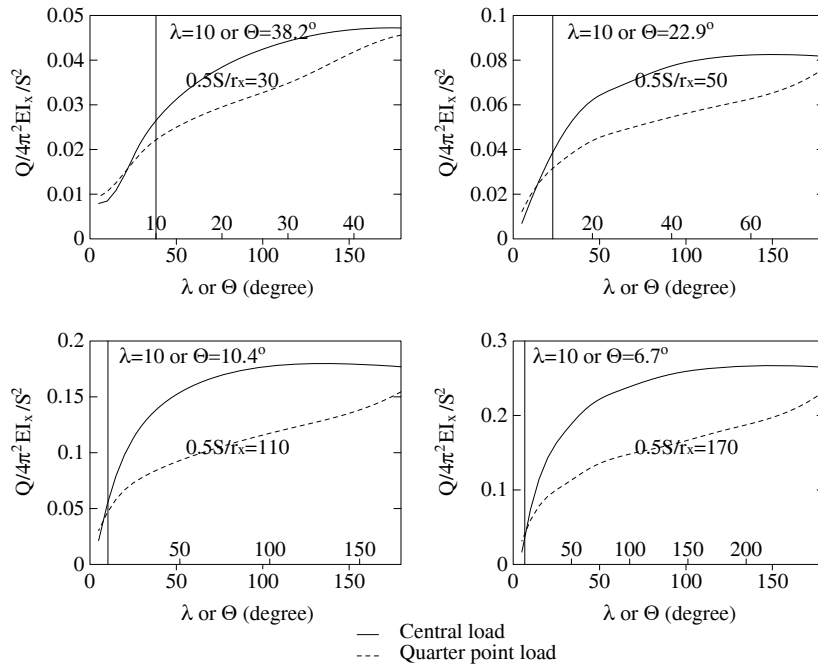 0.05
0.04
0.03
0.02
0.01
0
Q/4π²EIₓ/S²
λ=10 or Θ=38.2°
0.5S/rₓ=30
10 20 30 40
0 50 100 150
λ or Θ (degree)
0.1
0.08
0.06
0.04
0.02
0
Q/4π²EIₓ/S²
λ=10 or Θ=22.9°
0.5S/rₓ=50
20 40 60
0 50 100 150
λ or Θ (degree)
0.2
0.15
0.1
0.05
0
Q/4π²EIₓ/S²
λ=10 or Θ=10.4°
0.5S/rₓ=110
50 100 150
0 50 100 150
λ or Θ (degree)
0.3
0.2
0.1
0
Q/4π²EIₓ/S²
λ=10 or Θ=6.7°
0.5S/rₓ=170
50 100 150 200
0 50 100 150
λ or Θ (degree)
Central load
Quarter point load